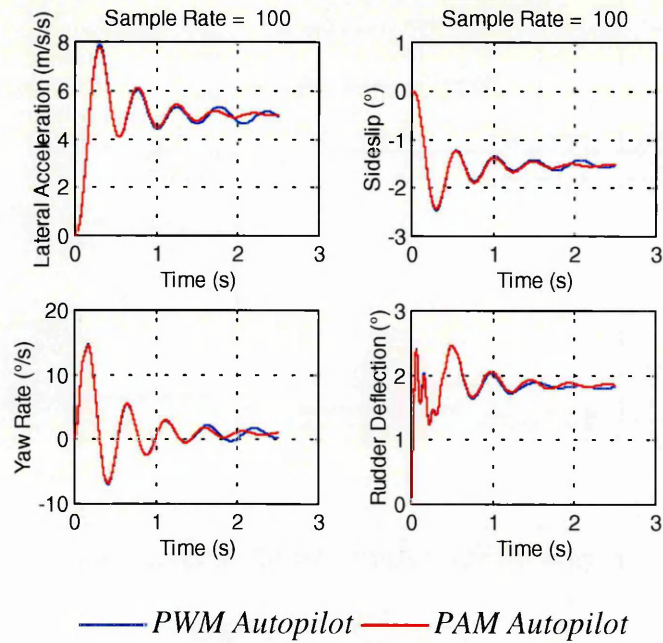 Sample Rate = 100
Sample Rate = 100
Lateral Acceleration (m/s/s)
8
6
4
2
0
0
1
2
3
Time (s)
Sideslip (°)
1
0
-1
-2
-3
0
1
2
3
Time (s)
Yaw Rate (°/s)
20
10
0
-10
0
1
2
3
Time (s)
Rudder Deflection (°)
3
2
1
0
0
1
2
3
Time (s)
PWM Autopilot
PAM Autopilot